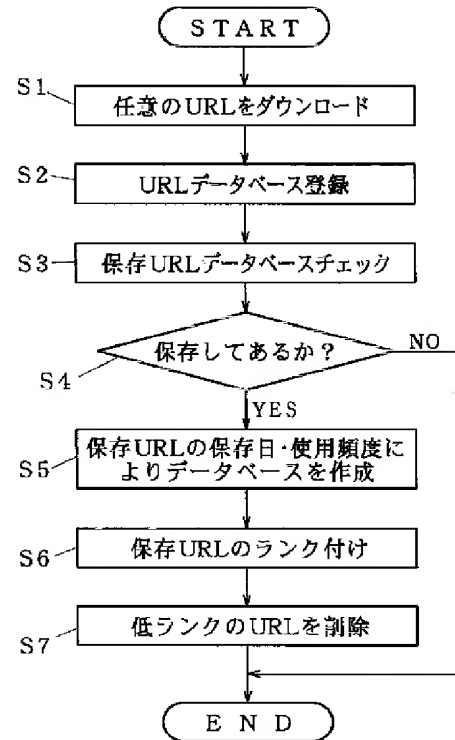 START
S1
任意のURLをダウンロード
S2
URLデータベース登録
S3
保存URLデータベースチェック
保存してあるか？
NO
S4
YES
保存URLの保存日・使用頻度に
よりデータベースを作成
S5
保存URLのランク付け
S6
低ランクのURLを削除
S7
END